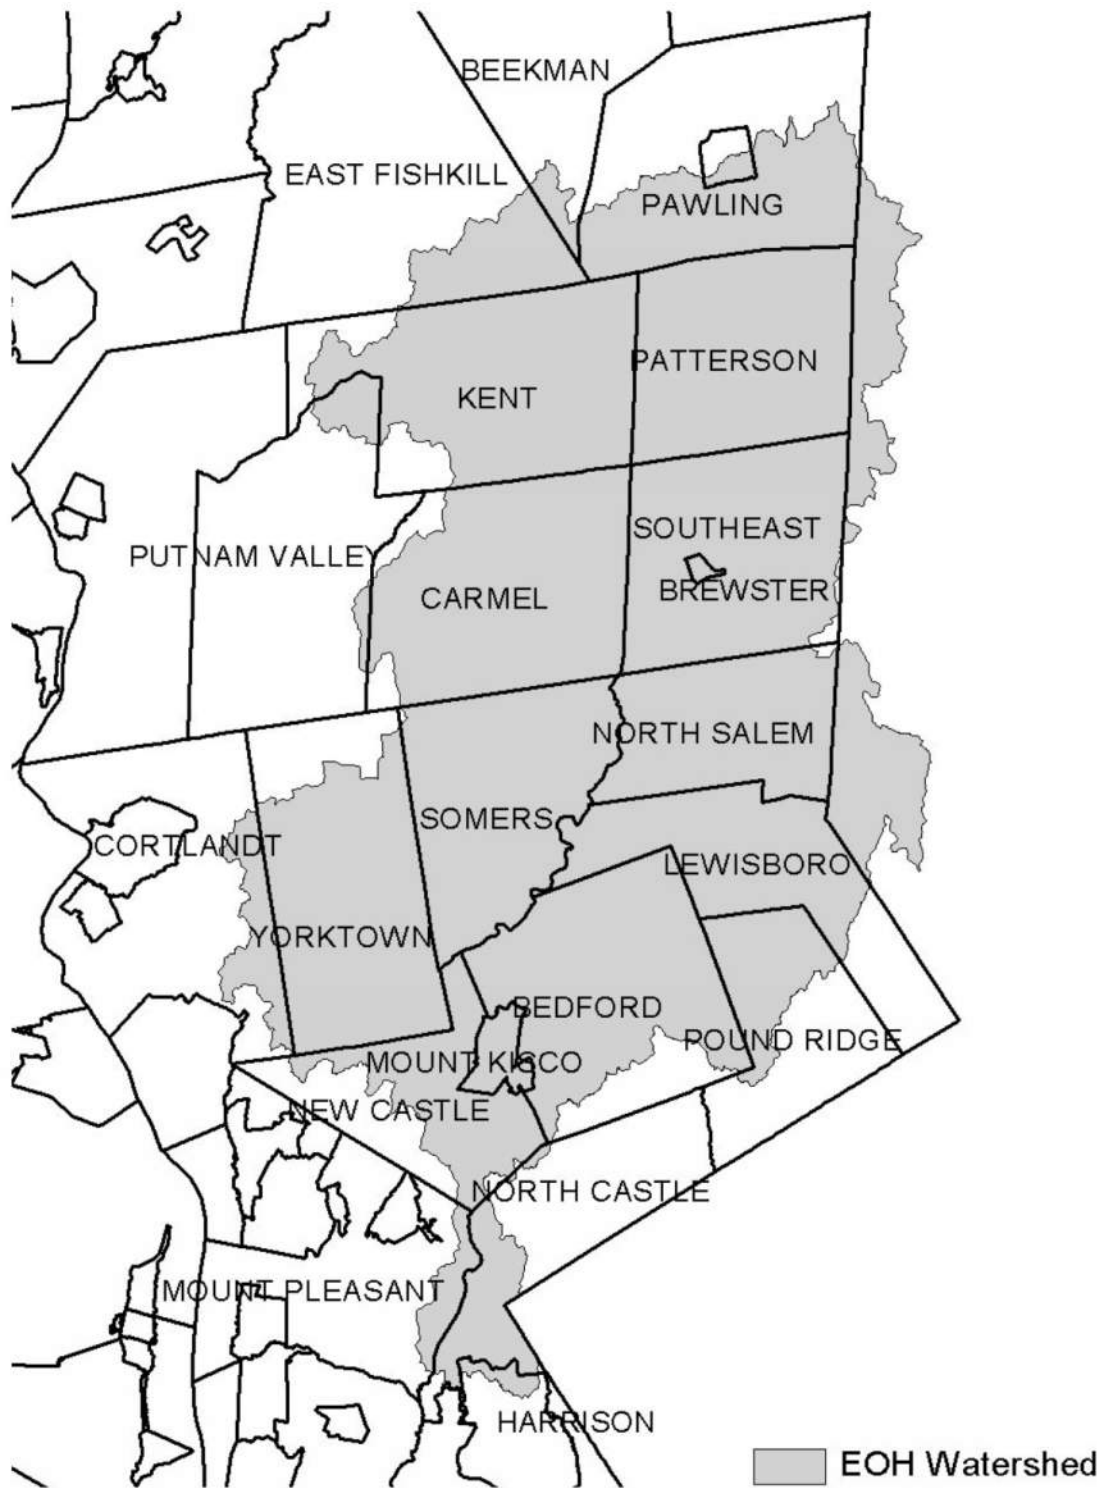 BEEKMAN
EAST FISHKILL
PAWLING
PATTERSON
KENT
SOUTHEAST
PUTNAM VALLEY
BREWSTER
CARMEL
NORTH SALEM
SOMERS
CORTLANDT
LEWISBORO
YORKTOWN
BEDFORD
POUND RIDGE
MOUNT KISCO
NEW CASTLE
NORTH CASTLE
MOUNT PLEASANT
HARRISON
EOH Watershed